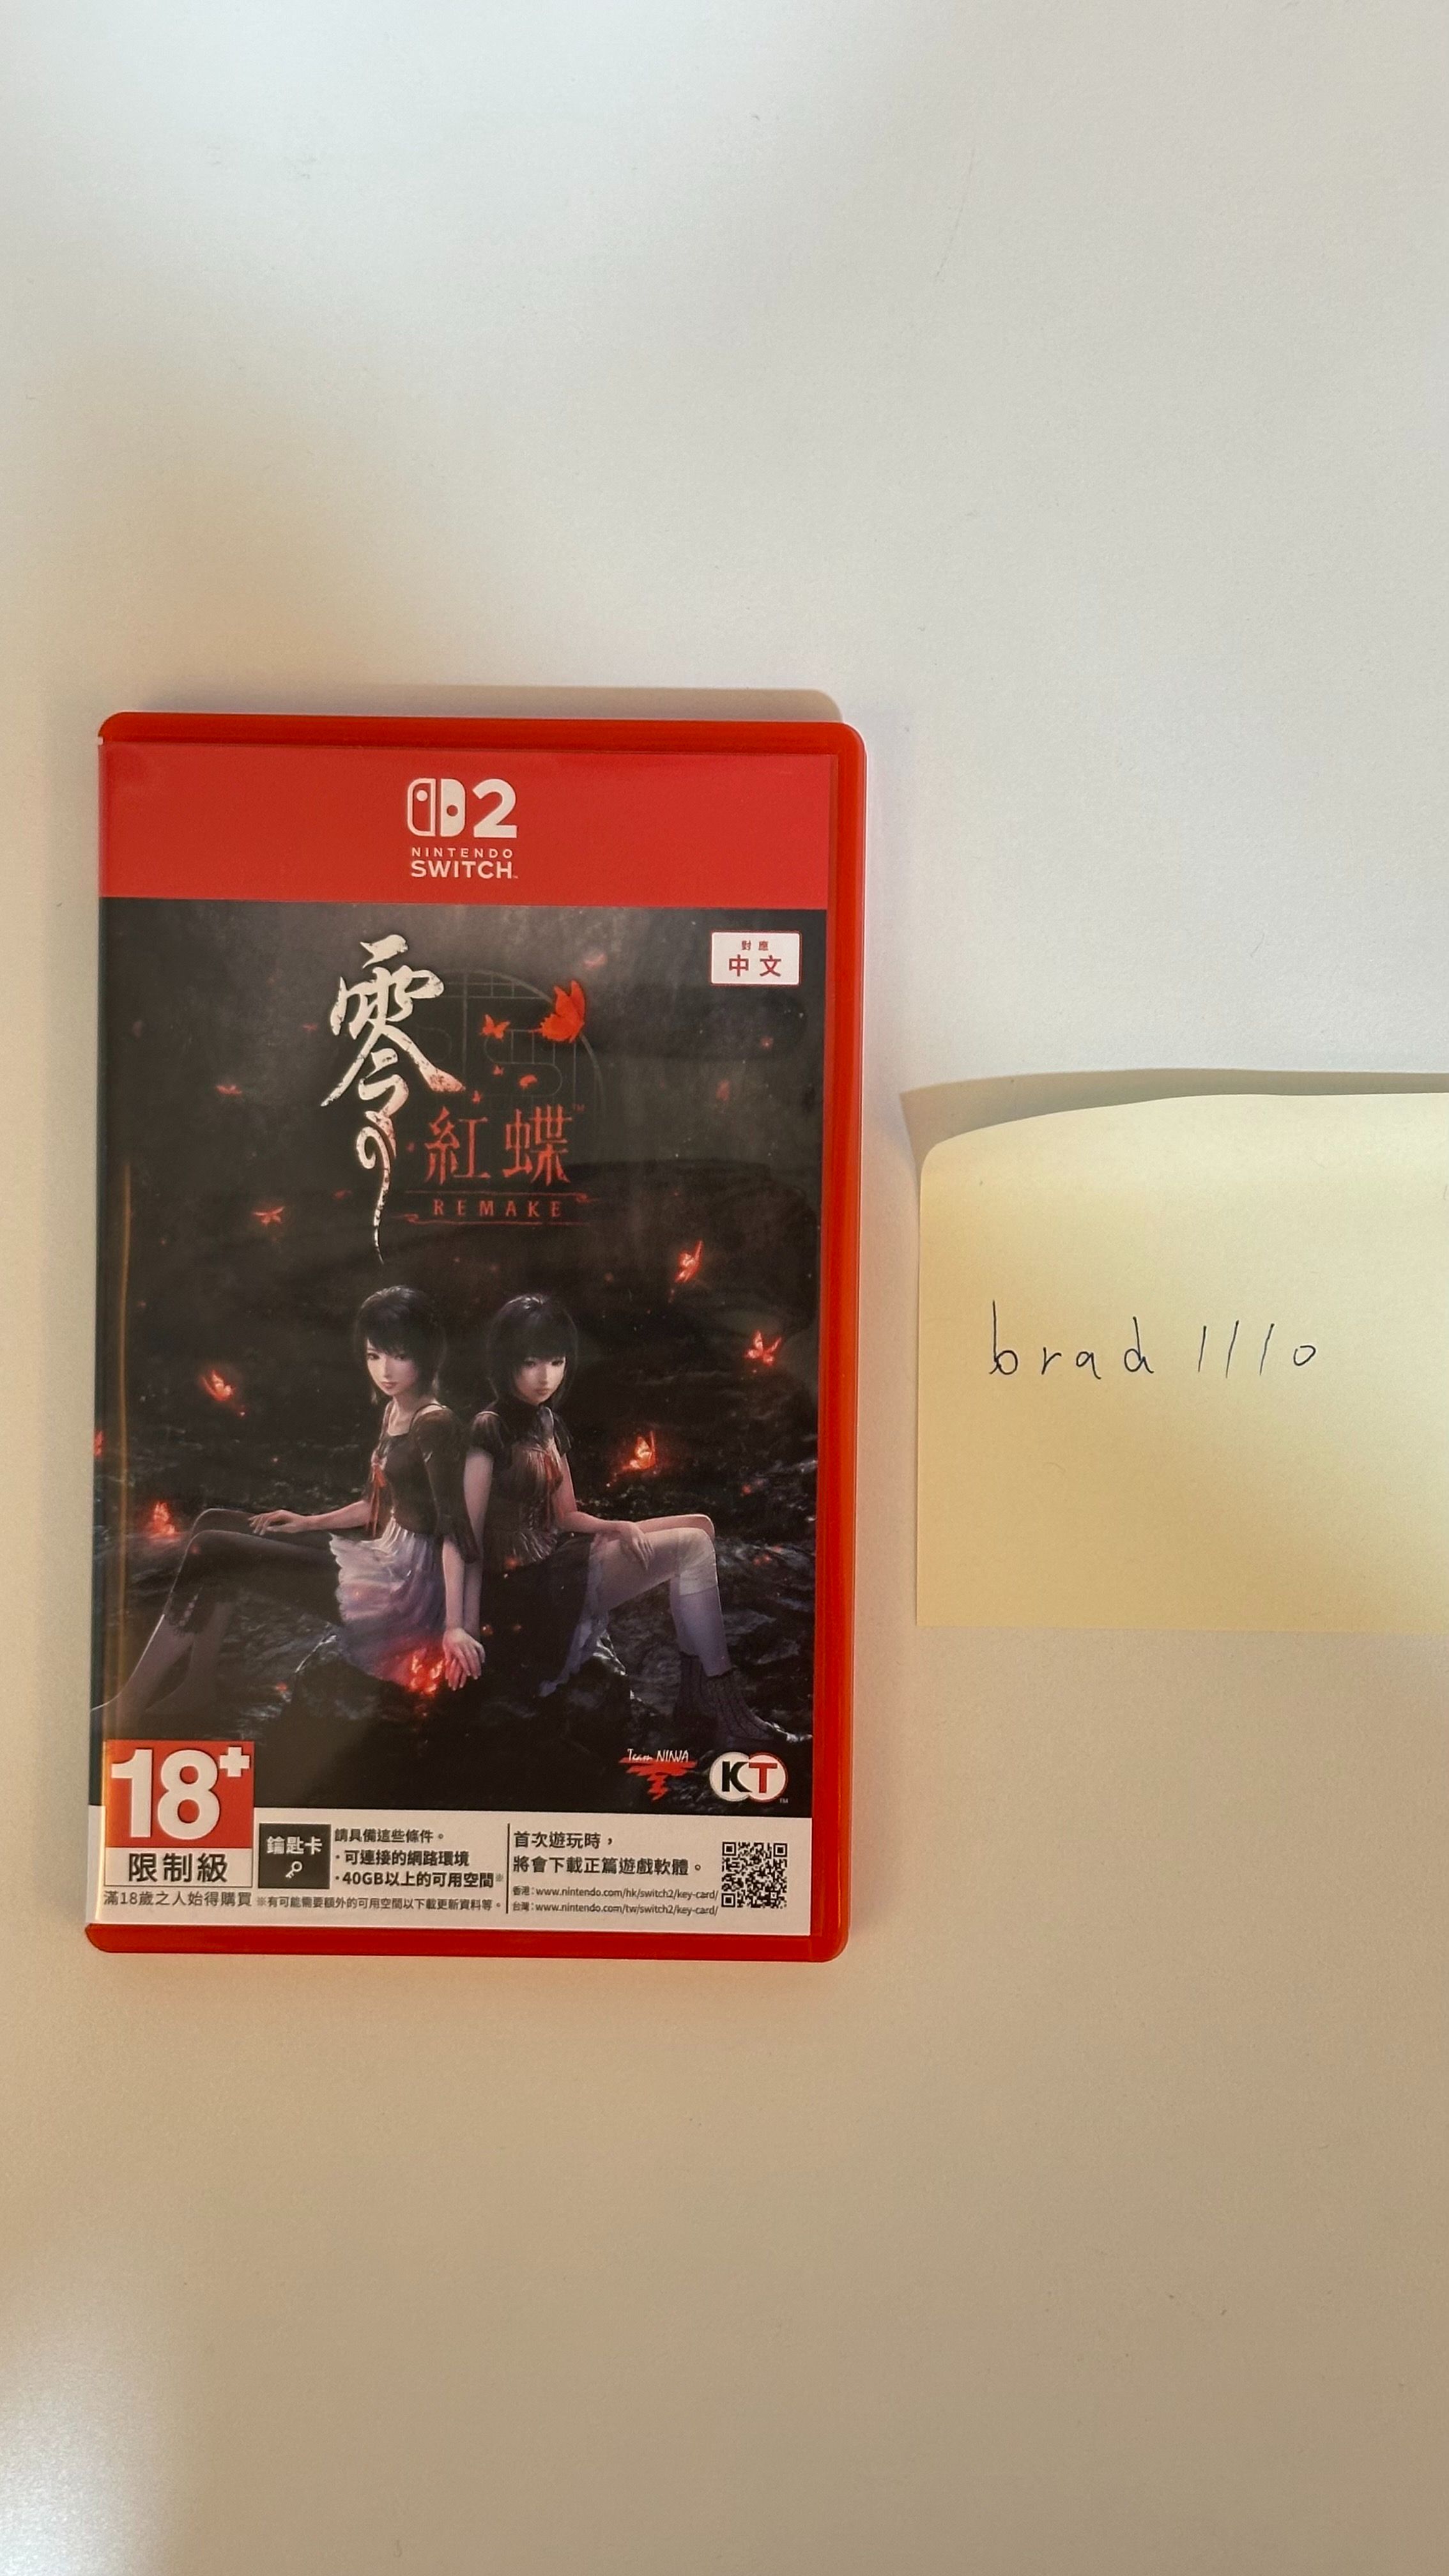 2
NINTENDO
SWITCH™
對應
中文
零
紅蝶™
REMAKE
Team NINJA
KT™
18+
限制級
滿18歲之人始得購買
鑰匙卡
請具備這些條件。
・可連接的網路環境
・40GB以上的可用空間※
※有可能需要額外的可用空間以下載更新資料等。
首次遊玩時，
將會下載正篇遊戲軟體。
香港：www.nintendo.com/hk/switch2/key-card/
台灣：www.nintendo.com/tw/switch2/key-card/
brad 1110